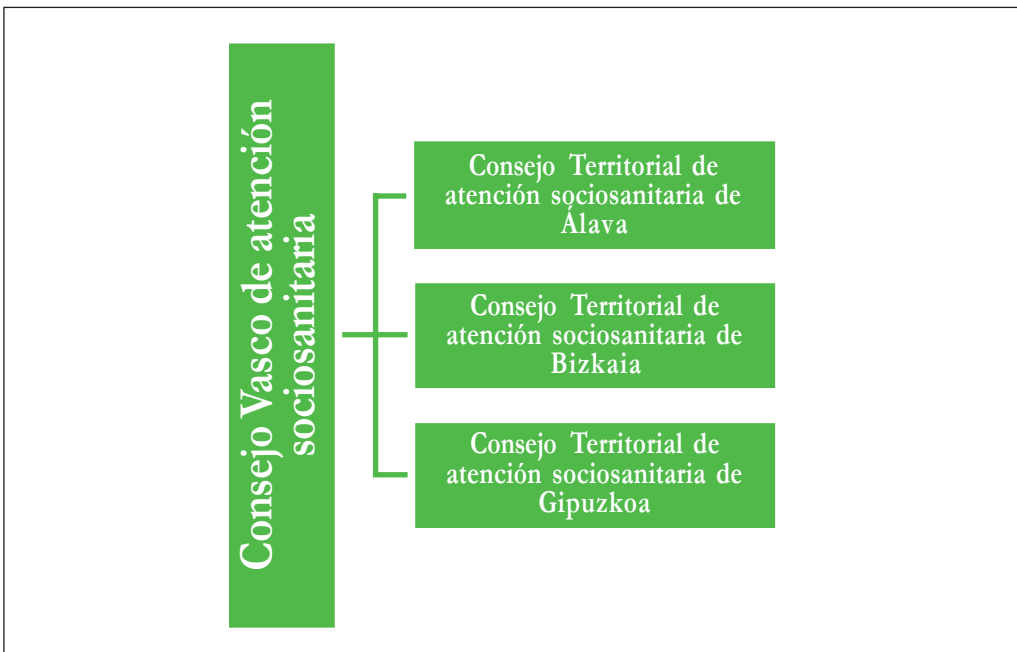 Consejo Vasco de atención
sociosanitaria
Consejo Territorial de
atención sociosanitaria de
Álava
Consejo Territorial de
atención sociosanitaria de
Bizkaia
Consejo Territorial de
atención sociosanitaria de
Gipuzkoa